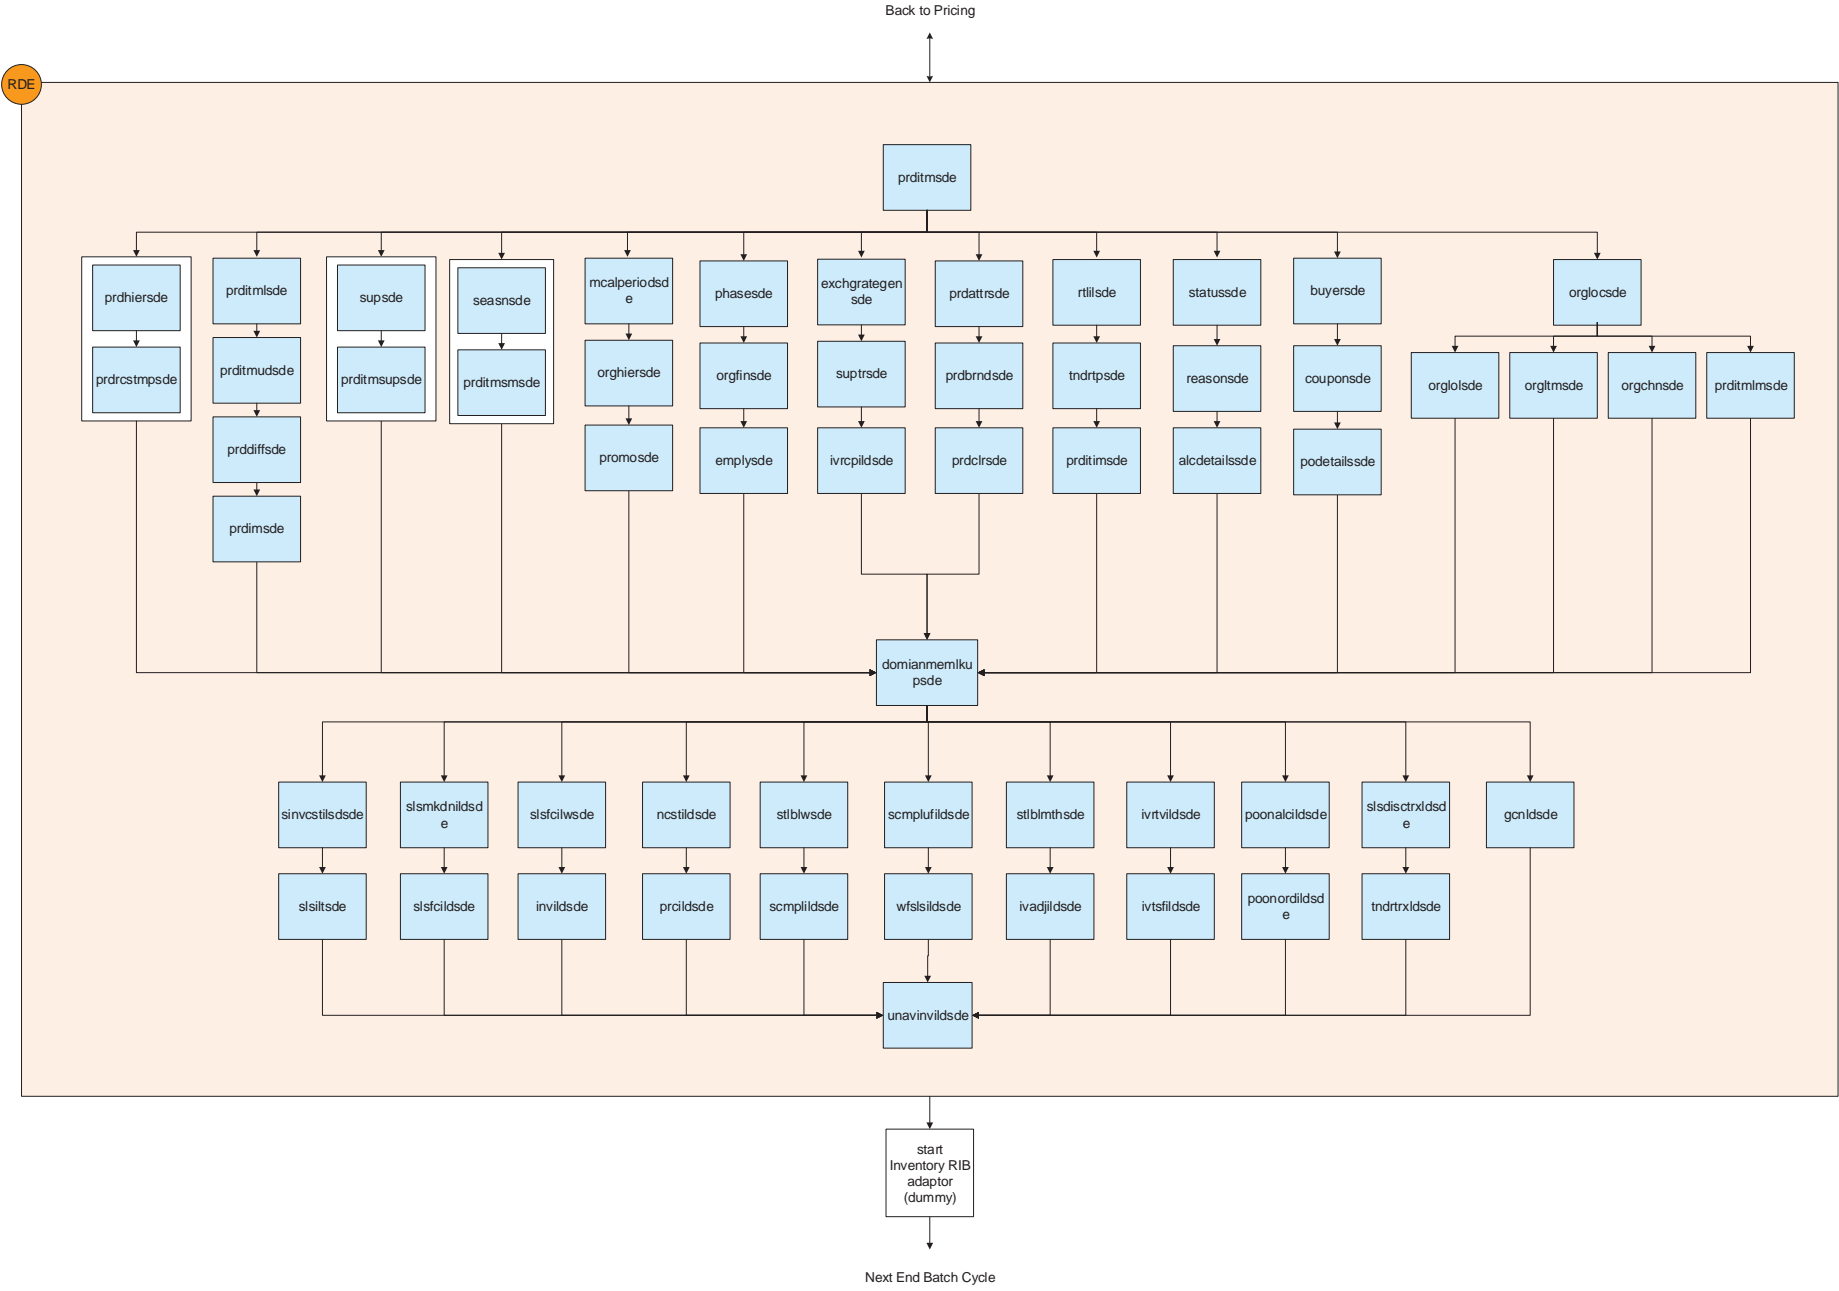 Back to Pricing
RDE
prditmsde
prdhiersde
prdrcstmpsde
prditmlsde
prditmudsde
prddiffsde
prdimsde
supsde
prditmsupsde
seasnsde
prditmsmsde
mcalperiodsd
e
orghiersde
promosde
phasesde
orgfinsde
emplysde
exchgrategen
sde
suptrsde
ivrcpildsde
prdattrsde
prdbrndsde
prdclrsde
rtlilsde
tndrtpsde
prditimsde
statussde
reasonsde
alcdetailssde
buyersde
couponsde
podetailssde
orglocsde
orglolsde
orgltmsde
orgchnsde
prditmlmsde
domianmemlku
psde
sinvcstilsdsde
slsiltsde
slsmkdnildsd
e
slsfcildsde
slsfcilwsde
invildsde
ncstildsde
prcildsde
stlblwsde
scmplildsde
scmplufildsde
wfslsildsde
stlblmthsde
ivadjildsde
ivrtvildsde
ivtsfildsde
poonalcildsde
poonordildsd
e
slsdisctrxldsd
e
tndrtrxldsde
gcnldsde
unavinvildsde
start
Inventory RIB
adaptor
(dummy)
Next End Batch Cycle